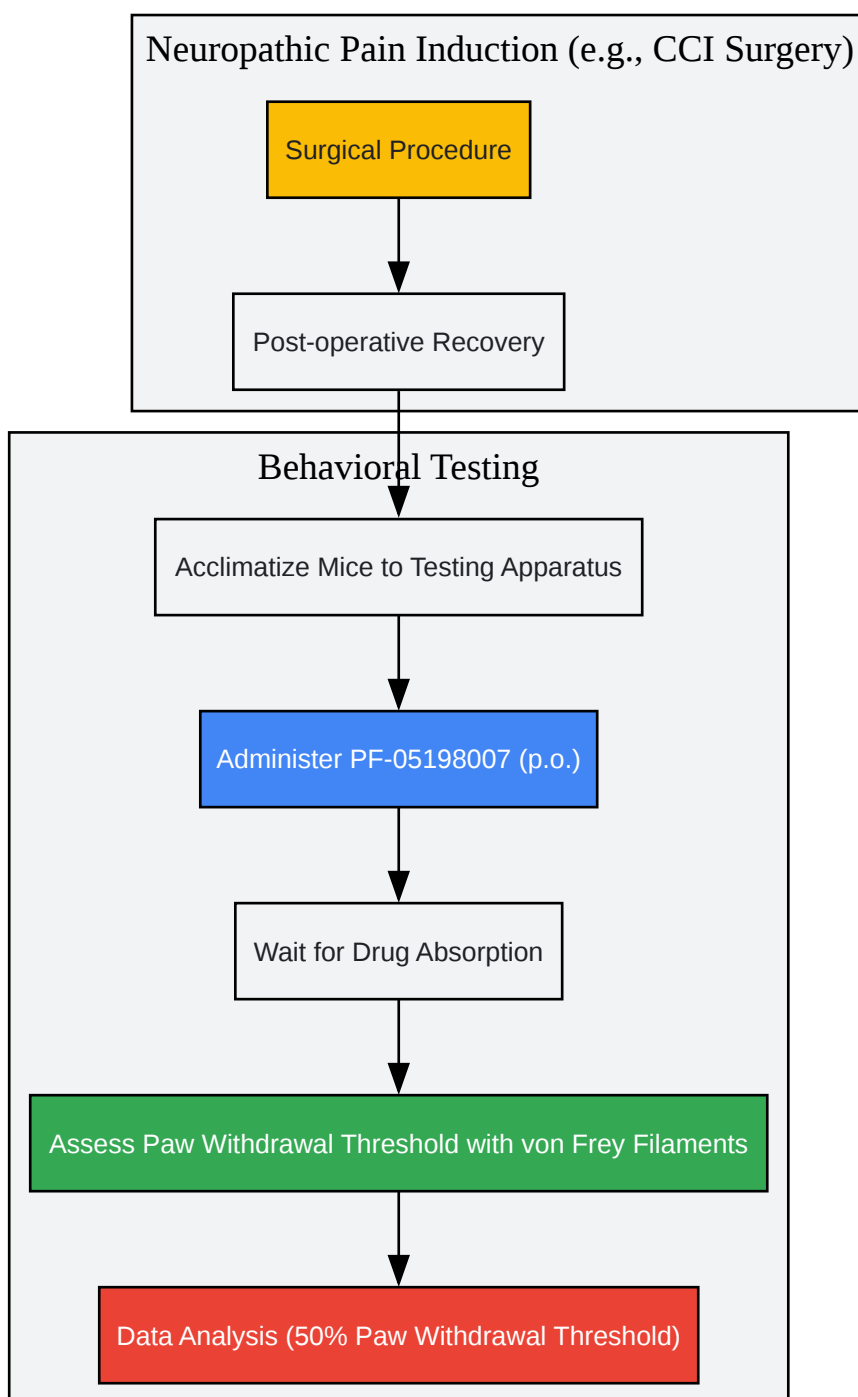 Neuropathic Pain Induction (e.g., CCI Surgery)
Surgical Procedure
Post-operative Recovery
Behavioral Testing
Acclimatize Mice to Testing Apparatus
Administer PF-05198007 (p.o.)
Wait for Drug Absorption
Assess Paw Withdrawal Threshold with von Frey Filaments
Data Analysis (50% Paw Withdrawal Threshold)